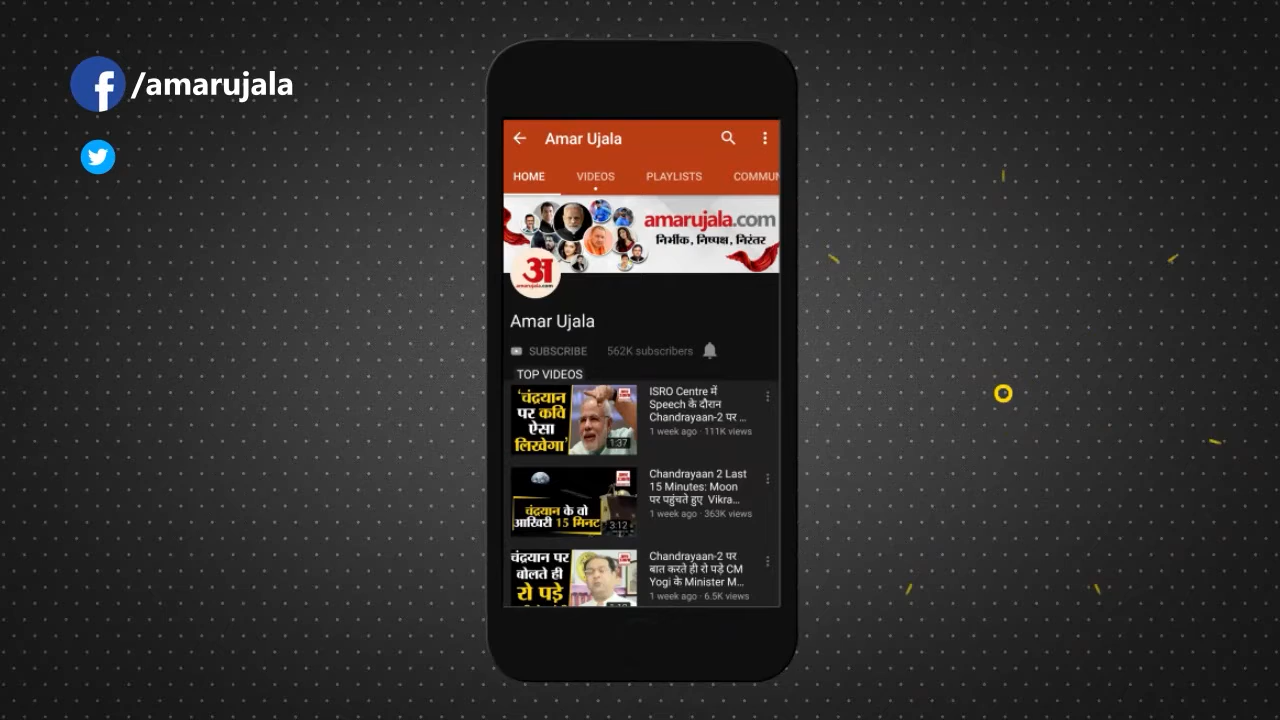 /amarujala
Amar Ujala
HOME VIDEOS PLAYLISTS COMMUN
amarujala.com
निर्भीक, निष्पक्ष, निरंतर
अ
amarujala.com
Amar Ujala
SUBSCRIBE 562K subscribers
TOP VIDEOS
'चंद्रयान
पर कवि
ऐसा
लिखेगा'
1:37
ISRO Centre में
Speech के दौरान
Chandrayaan-2 पर ...
1 week ago · 111K views
चंद्रयान के वो
आखिरी 15 मिनट
3:12
Chandrayaan 2 Last
15 Minutes: Moon
पर पहुंचते हुए Vikra...
1 week ago · 363K views
चंद्रयान पर
बोलते ही
रो पड़े
Chandrayaan-2 पर
बात करते ही रो पड़े CM
Yogi के Minister M...
1 week ago · 6.5K views